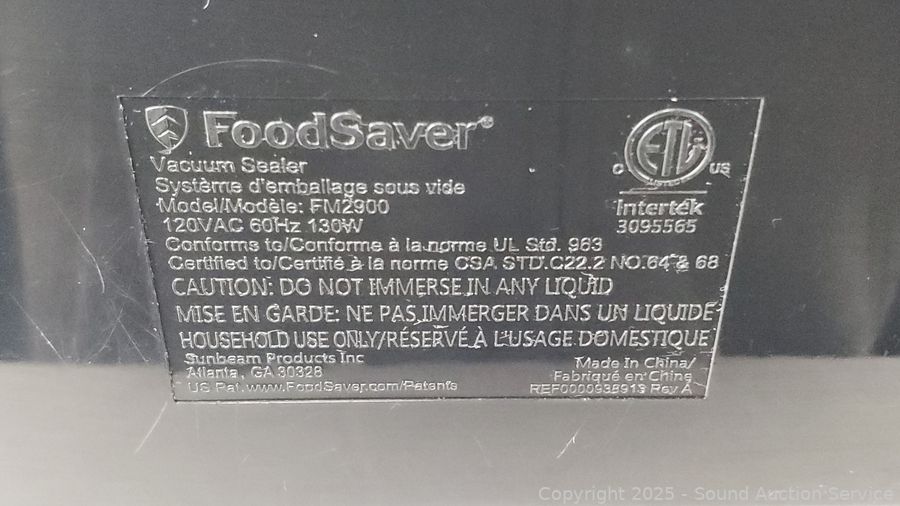 FoodSaver®
Vacuum Sealer
Système d'emballage sous vide
Model/Modèle: FM2900
120VAC 60Hz 130W
Conforms to/Conforme à la norme UL Std. 963
Certified to/Certifié à la norme CSA STD.C22.2 NO.64 & 68
ETL
LISTED
C US
Intertek
3095565
CAUTION: DO NOT IMMERSE IN ANY LIQUID
MISE EN GARDE: NE PAS IMMERGER DANS UN LIQUIDE
HOUSEHOLD USE ONLY/RÉSERVÉ À L'USAGE DOMESTIQUE
Sunbeam Products Inc
Atlanta, GA 30328
US Pat. www.FoodSaver.com/Patents
Made In China/
Fabriqué en Chine
REF0000938913 Rev A
Copyright 2025 - Sound Auction Service